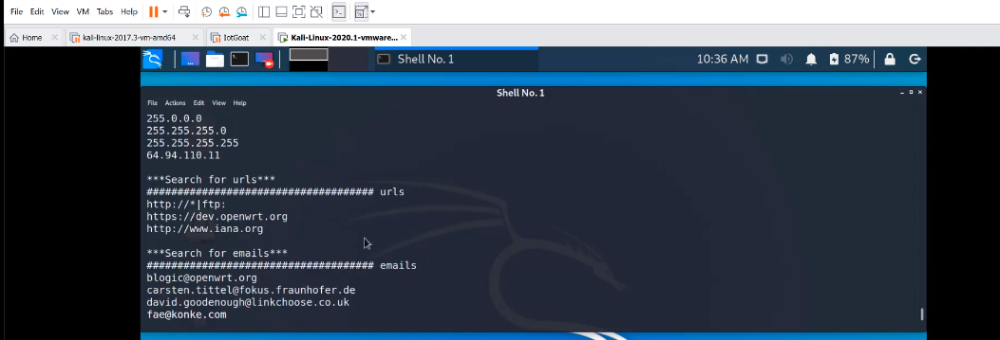 File Edit View VM Tabs Help
Home kali-linux-2017.3-vm-amd64 IotGoat Kali-Linux-2020.1-vmware...
Shell No. 1 10:36 AM 87%
Shell No. 1
File Actions Edit View Help
255.0.0.0
255.255.255.0
255.255.255.255
64.94.110.11
***Search for urls***
##################################### urls
http://*|ftp:
https://dev.openwrt.org
http://www.iana.org
***Search for emails***
##################################### emails
blogic@openwrt.org
carsten.tittel@fokus.fraunhofer.de
david.goodenough@linkchoose.co.uk
fae@konke.com